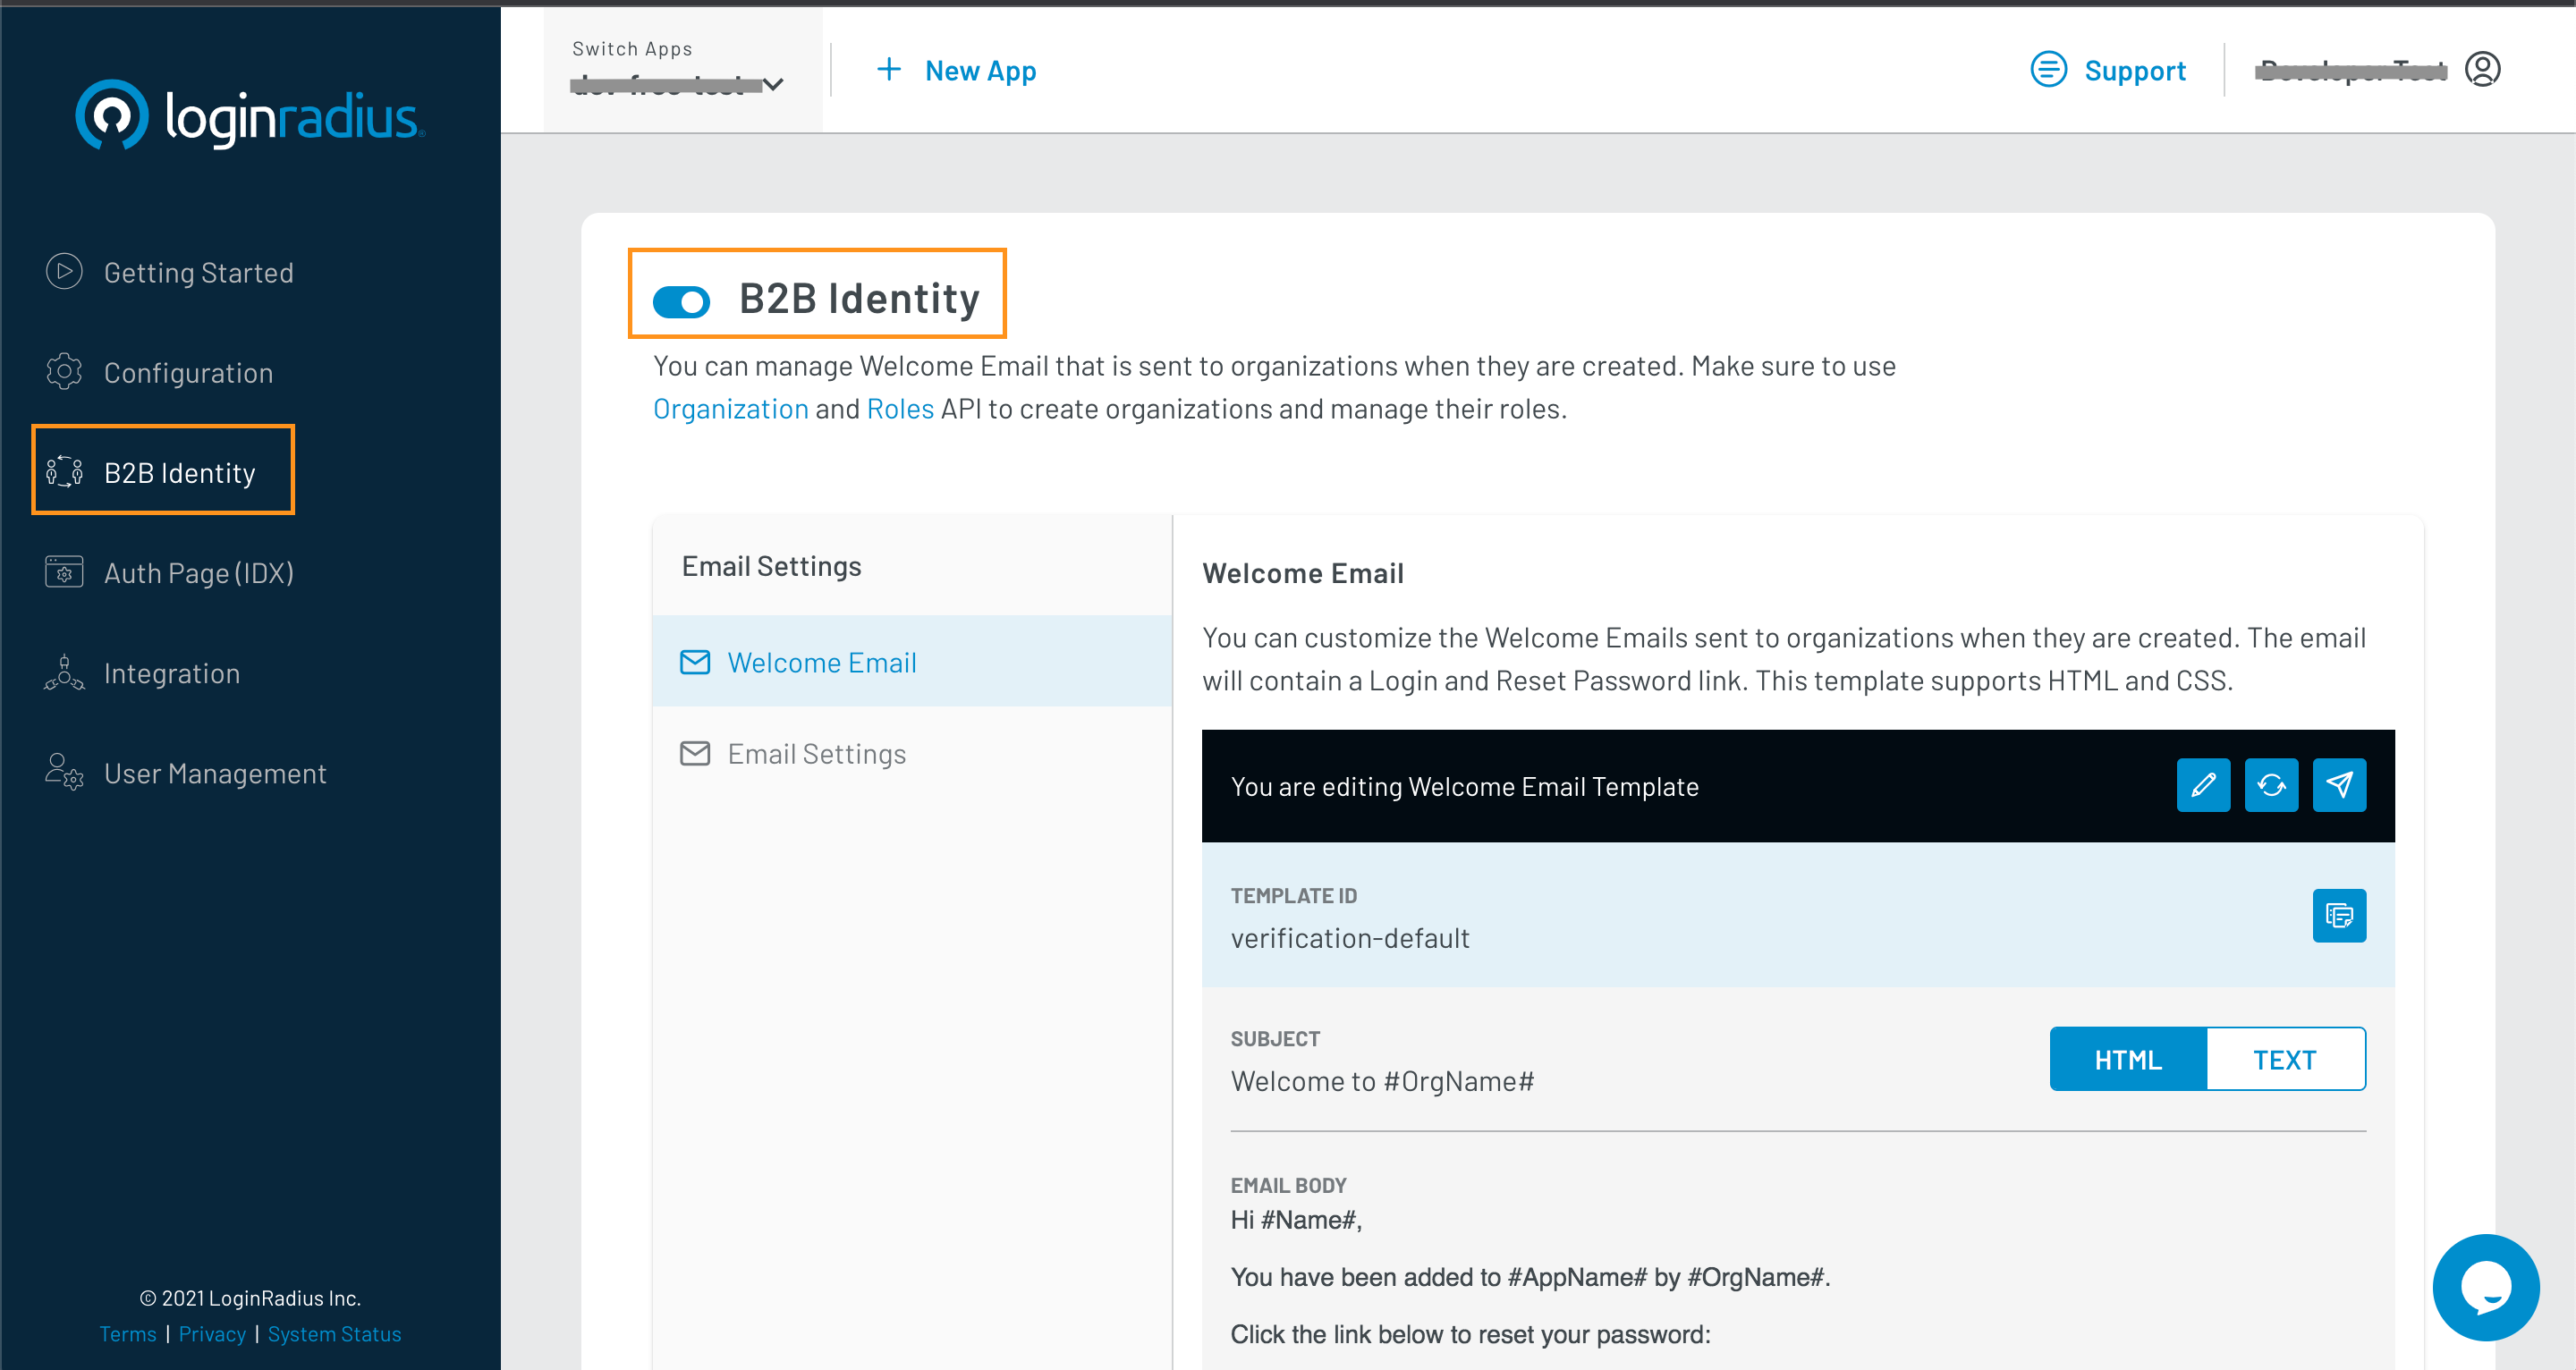 loginradius
Getting Started
Configuration
B2B Identity
Auth Page (IDX)
Integration
User Management
© 2021 LoginRadius Inc.
Terms | Privacy | System Status
Switch Apps
+ New App
Support
B2B Identity
You can manage Welcome Email that is sent to organizations when they are created. Make sure to use
Organization and Roles API to create organizations and manage their roles.
Email Settings
Welcome Email
Email Settings
Welcome Email
You can customize the Welcome Emails sent to organizations when they are created. The email
will contain a Login and Reset Password link. This template supports HTML and CSS.
You are editing Welcome Email Template
TEMPLATE ID
verification-default
SUBJECT
Welcome to #OrgName#
HTML TEXT
EMAIL BODY
Hi #Name#,
You have been added to #AppName# by #OrgName#.
Click the link below to reset your password: